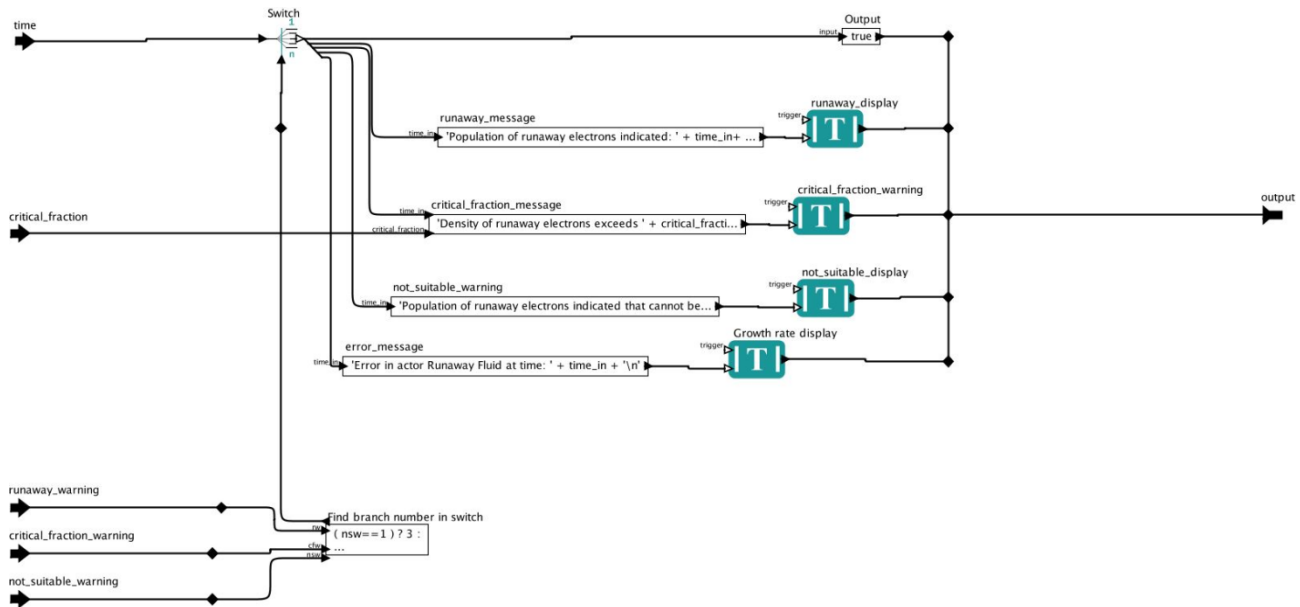 time
Switch
1
n
Output
input
true
runaway_display
trigger
T
runaway_message
time_in
'Population of runaway electrons indicated: ' + time_in+ ...
critical_fraction_warning
trigger
T
critical_fraction
critical_fraction_message
time_in
critical_fraction
'Density of runaway electrons exceeds ' + critical_fracti...
output
not_suitable_display
trigger
T
not_suitable_warning
time_in
'Population of runaway electrons indicated that cannot be...
Growth rate display
trigger
T
error_message
time_in
'Error in actor Runaway Fluid at time: ' + time_in + '\n'
runaway_warning
Find branch number in switch
rw
( nsw==1 ) ? 3 :
critical_fraction_warning
cfw
...
nsw
not_suitable_warning